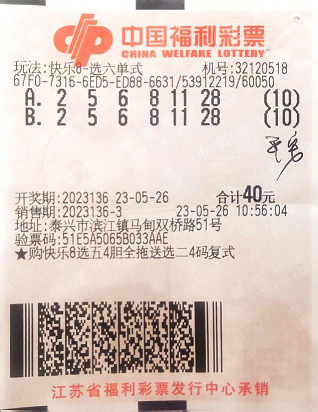 中国福利彩票
CHINA WELFARE LOTTERY
玩法:快乐8-选六单式 机号:32120518
67F0-7316-6ED5-ED88-6631/53912219/60050
A. 2 5 6 8 11 28 (10)
B. 2 5 6 8 11 28 (10)
开奖期:2023136 23-05-26 合计40元
销售期:2023136-3 23-05-26 10:56:04
地址:泰兴市滨江镇马甸双桥路51号
验票码:51E5A5065B033AAE
★购快乐8选五4胆全拖送选二4码复式
江苏省福利彩票发行中心承销